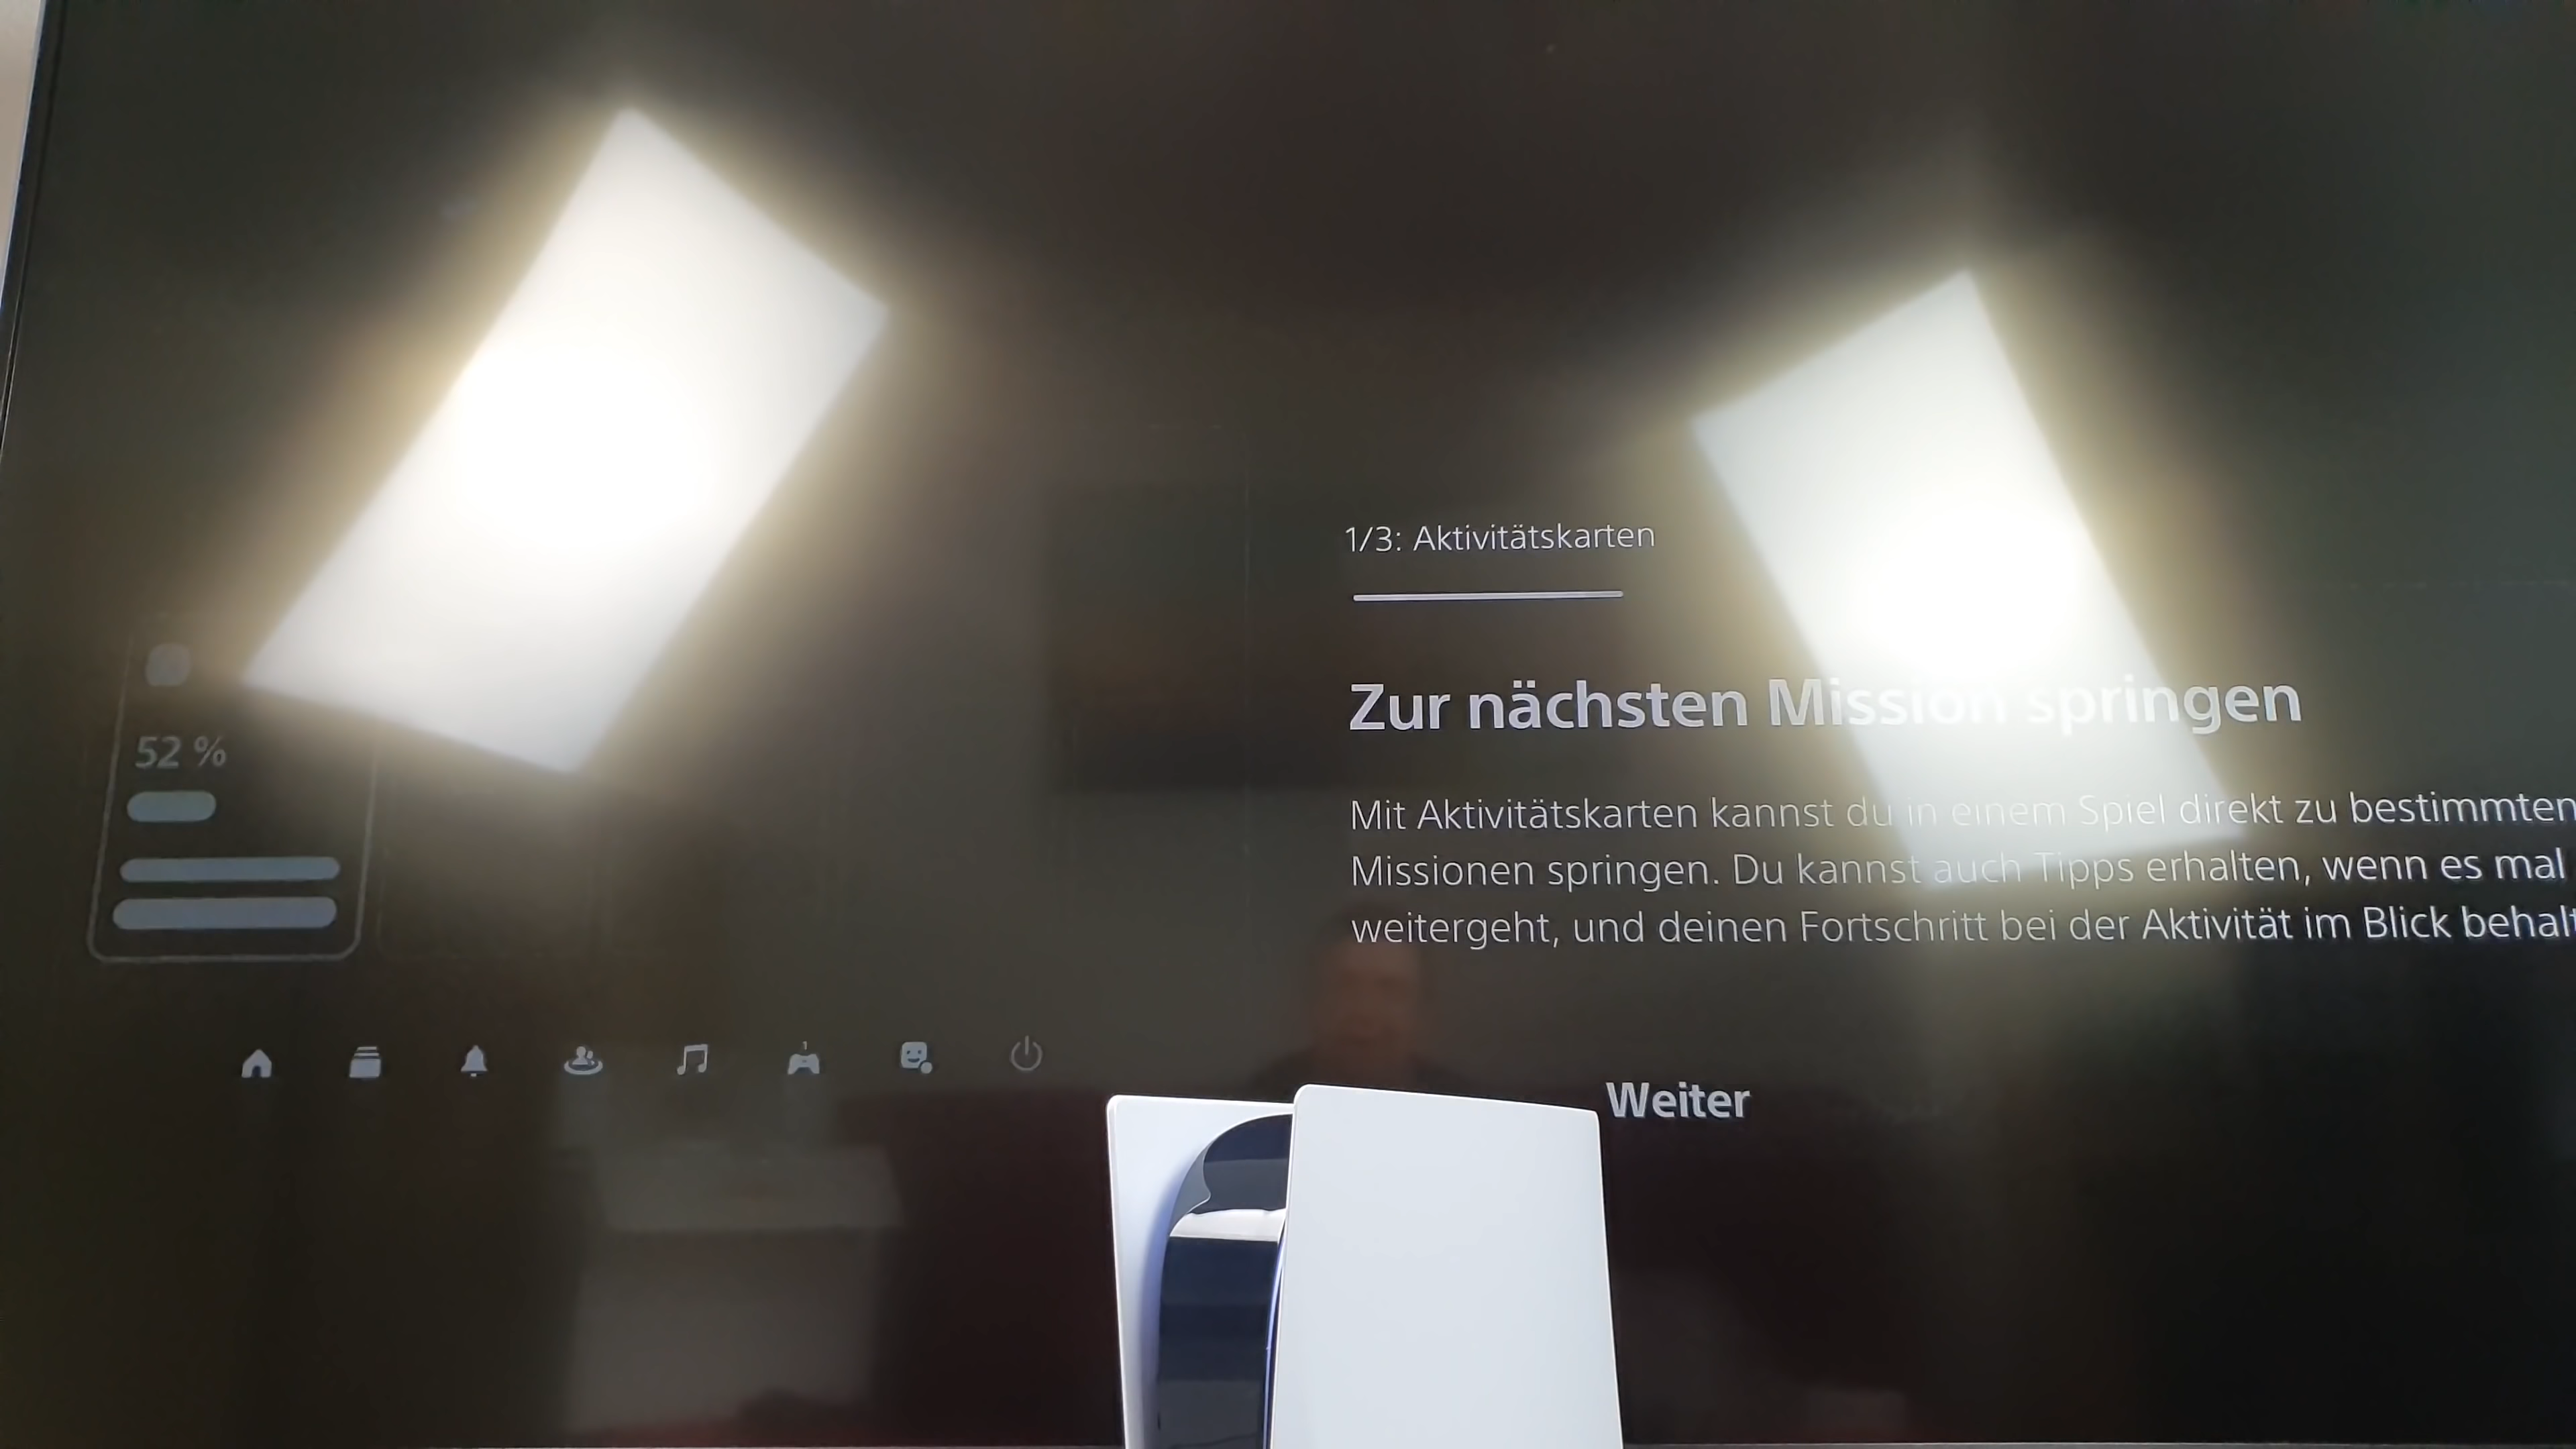 1/3: Aktivitätskarten
Zur nächsten Mission springen
Mit Aktivitätskarten kannst du in einem Spiel direkt zu bestimmten
Missionen springen. Du kannst auch Tipps erhalten, wenn es mal
weitergeht, und deinen Fortschritt bei der Aktivität im Blick behalt
52 %
Weiter